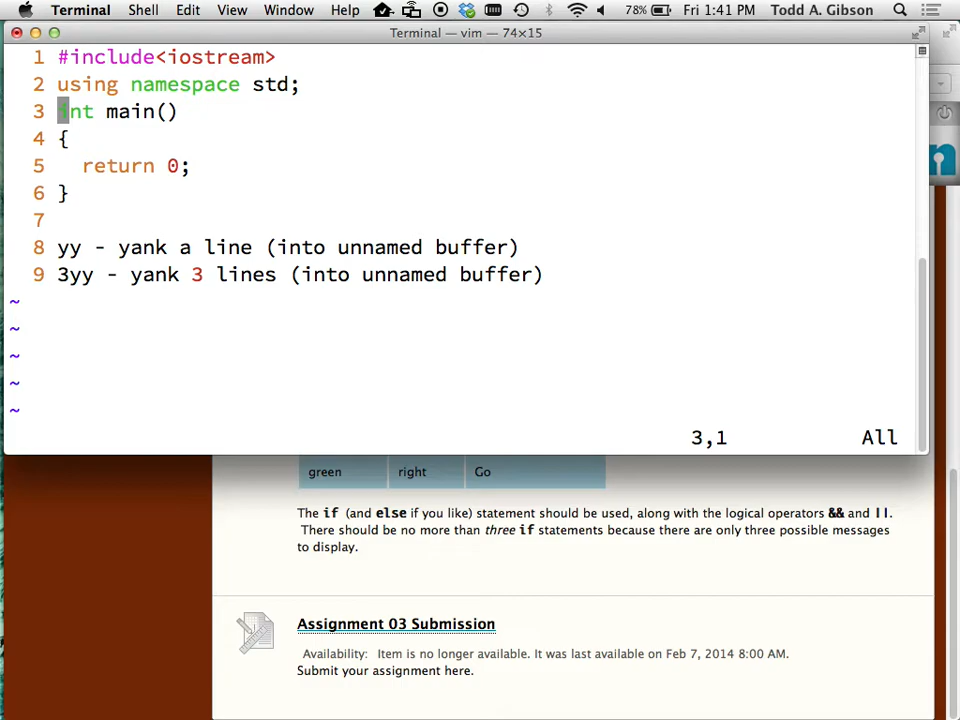 Terminal Shell Edit View Window Help 78% Fri 1:41 PM Todd A. Gibson
Terminal — vim — 74×15
1 #include<iostream>
2 using namespace std;
3 int main()
4 {
5 return 0;
6 }
7
8 yy - yank a line (into unnamed buffer)
9 3yy - yank 3 lines (into unnamed buffer)
~
~
~
~
~
3,1 All
green right Go
The if (and else if you like) statement should be used, along with the logical operators && and ||.
There should be no more than three if statements because there are only three possible messages
to display.
Assignment 03 Submission
Availability: Item is no longer available. It was last available on Feb 7, 2014 8:00 AM.
Submit your assignment here.